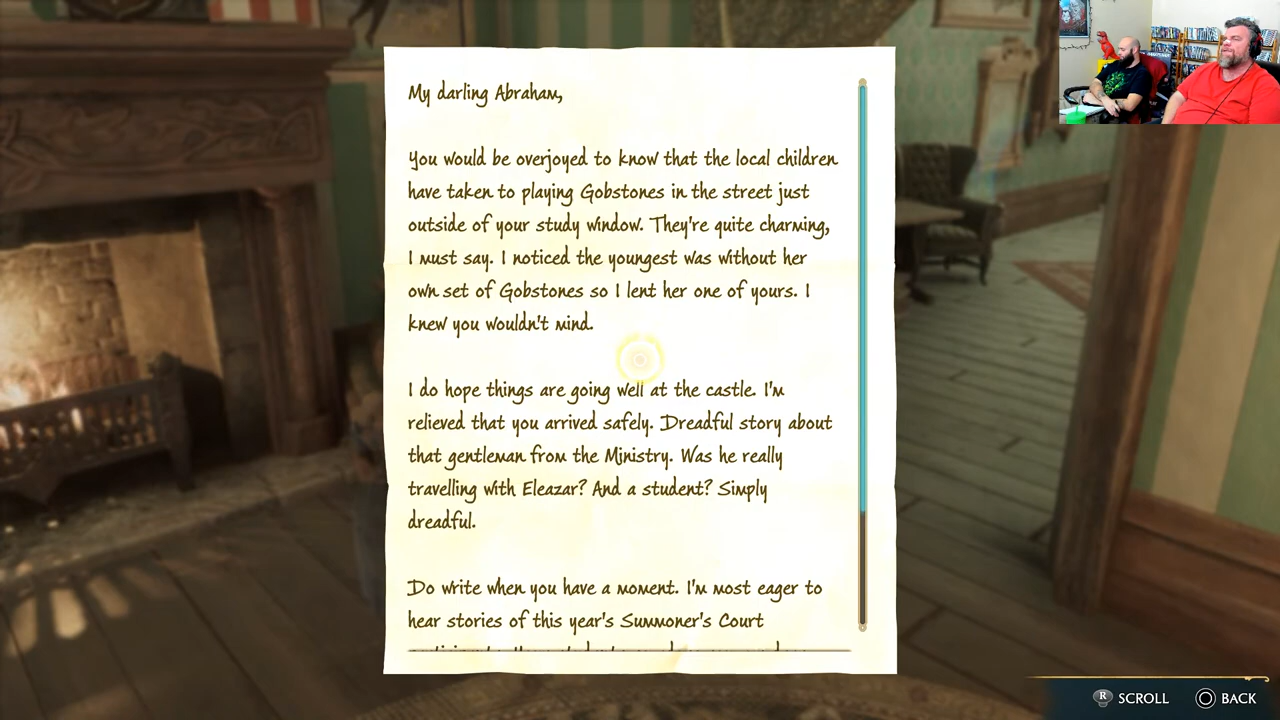 My darling Abraham,
You would be overjoyed to know that the local children
have taken to playing Gobstones in the street just
outside of your study window. They're quite charming,
I must say. I noticed the youngest was without her
own set of Gobstones so I lent her one of yours. I
knew you wouldn't mind.
I do hope things are going well at the castle. I'm
relieved that you arrived safely. Dreadful story about
that gentleman from the Ministry. Was he really
travelling with Eleazar? And a student? Simply
dreadful.
Do write when you have a moment. I'm most eager to
hear stories of this year's Summoner's Court
R SCROLL
BACK